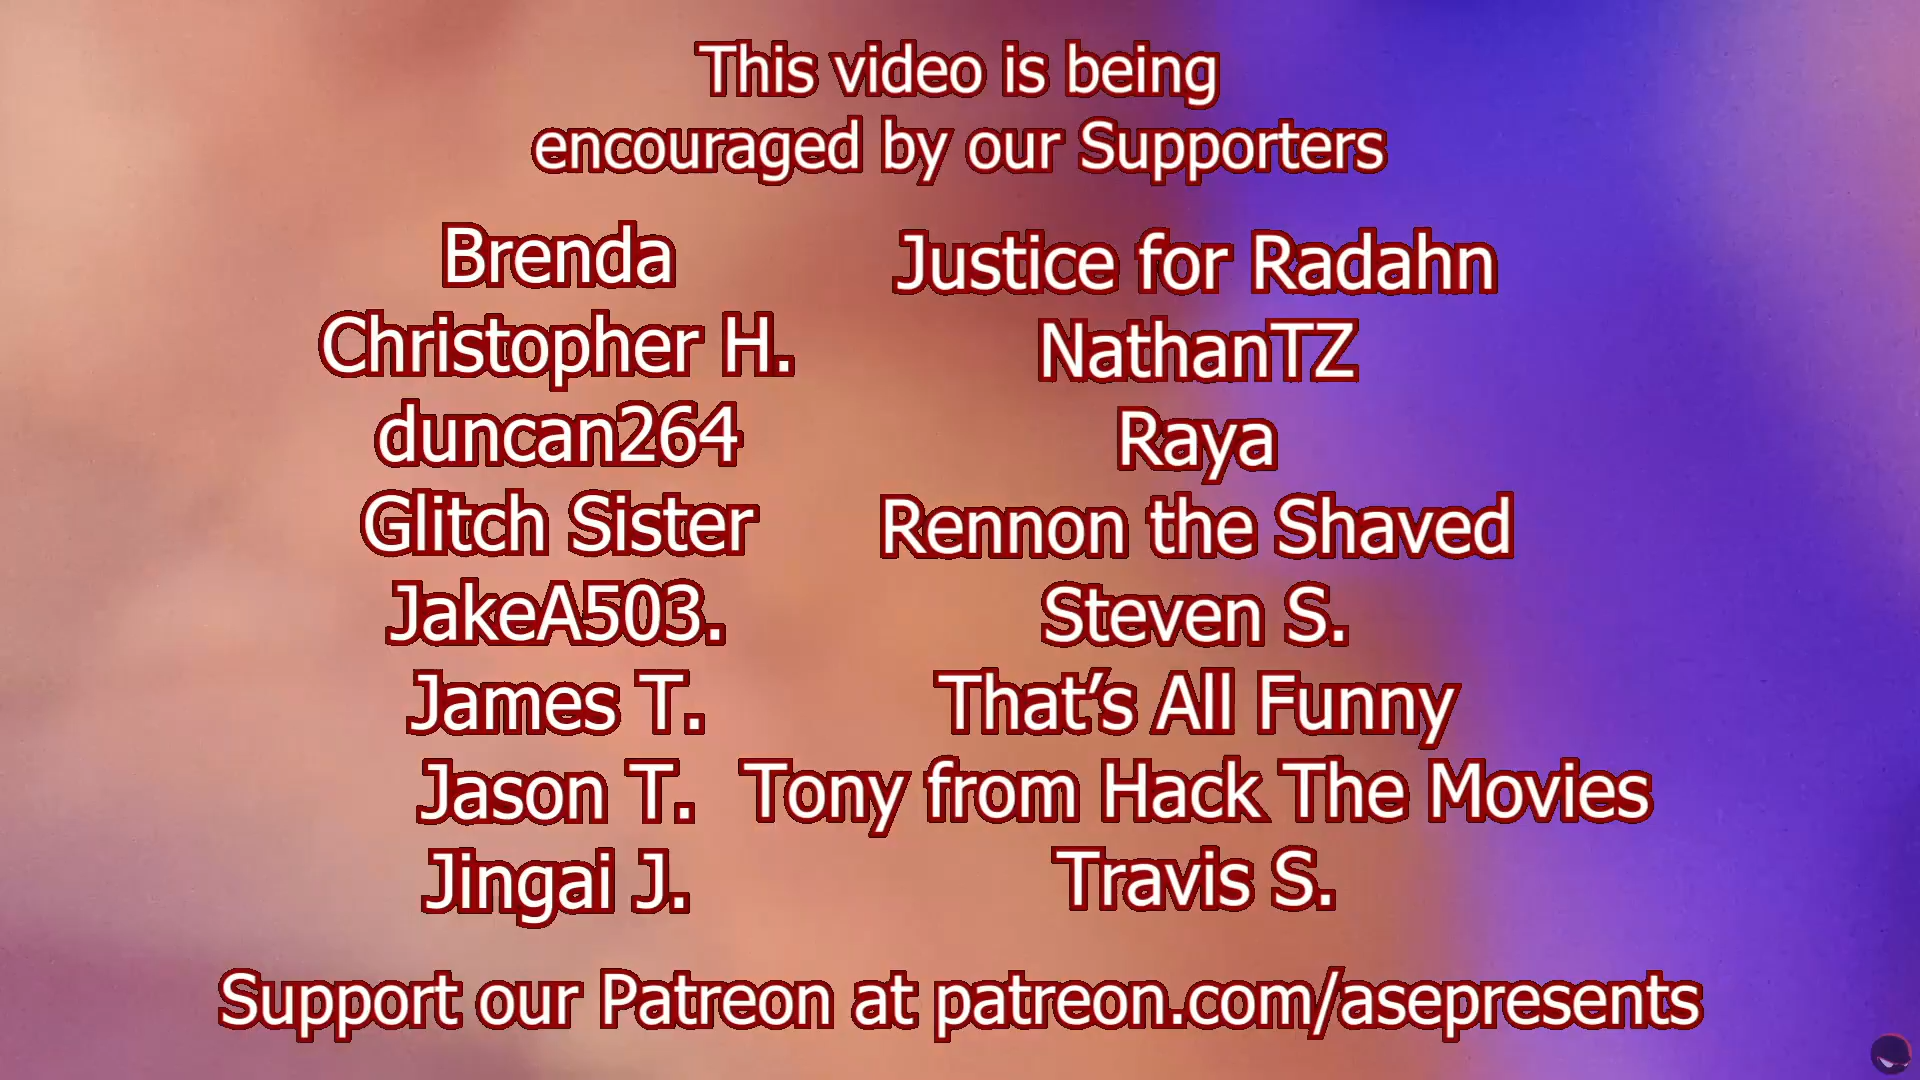 This video is being
encouraged by our Supporters
Brenda
Christopher H.
duncan264
Glitch Sister
JakeA503.
James T.
Jason T.
Jingai J.
Justice for Radahn
NathanTZ
Raya
Rennon the Shaved
Steven S.
That’s All Funny
Tony from Hack The Movies
Travis S.
Support our Patreon at patreon.com/asepresents